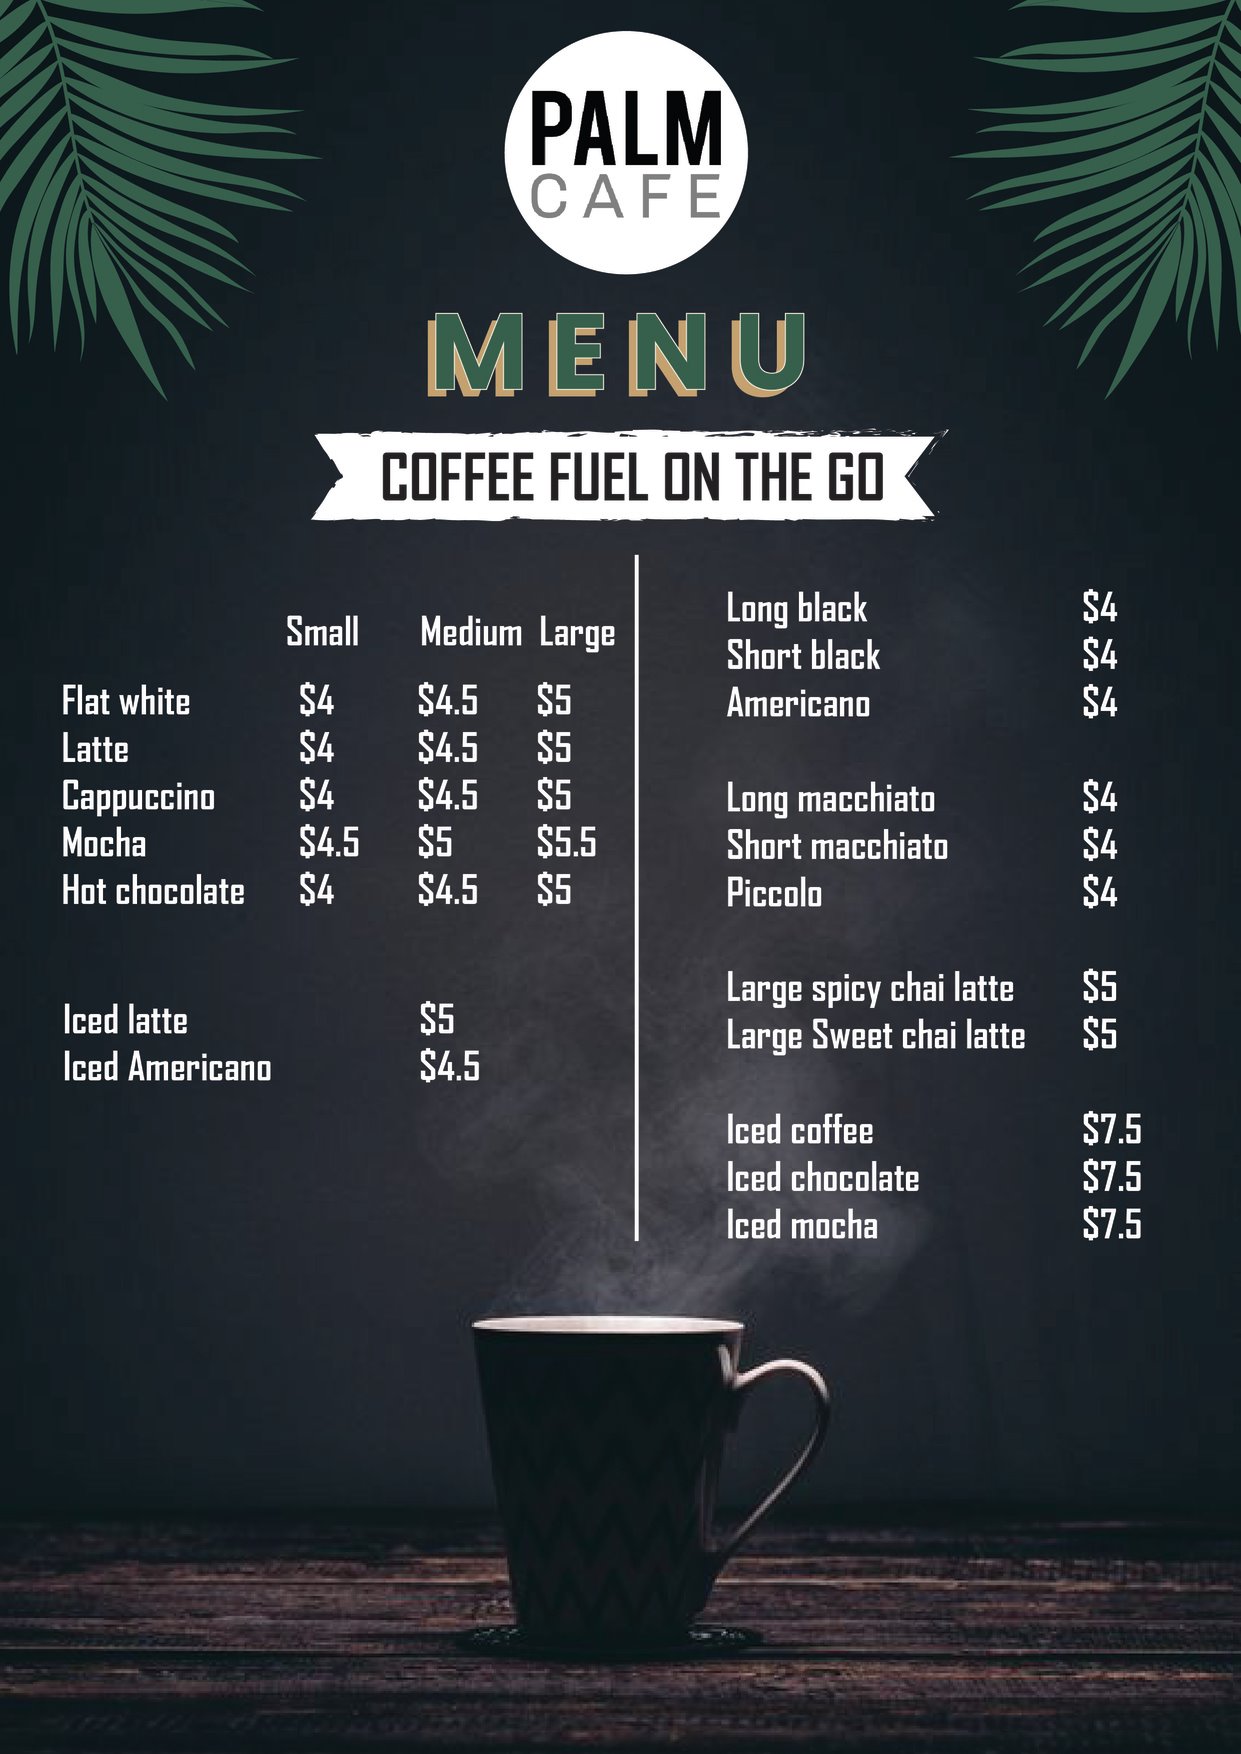 PALM
CAFE
MENU
COFFEE FUEL ON THE GO
Small Medium Large
Flat white $4 $4.5 $5
Latte $4 $4.5 $5
Cappuccino $4 $4.5 $5
Mocha $4.5 $5 $5.5
Hot chocolate $4 $4.5 $5
Iced latte $5
Iced Americano $4.5
Long black $4
Short black $4
Americano $4
Long macchiato $4
Short macchiato $4
Piccolo $4
Large spicy chai latte $5
Large Sweet chai latte $5
Iced coffee $7.5
Iced chocolate $7.5
Iced mocha $7.5